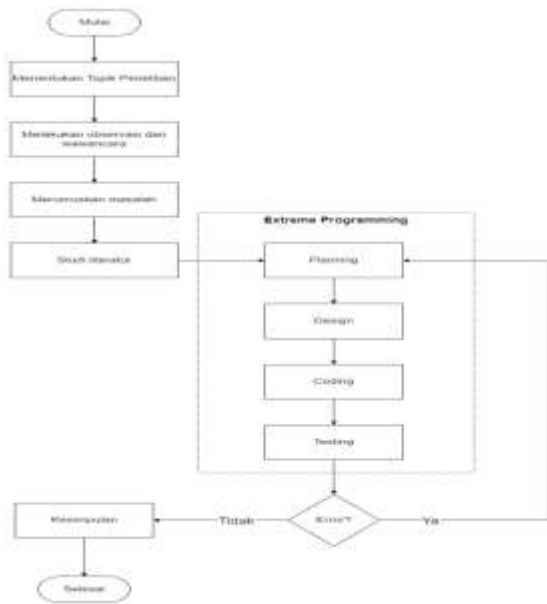 Mulai
Menentukan Topik Penelitian
Melakukan observasi dan
wawancara
Merumuskan masalah
Studi literatur
Extreme Programming
Planning
Design
Coding
Testing
Error?
Tidak
Ya
Kesimpulan
Selesai